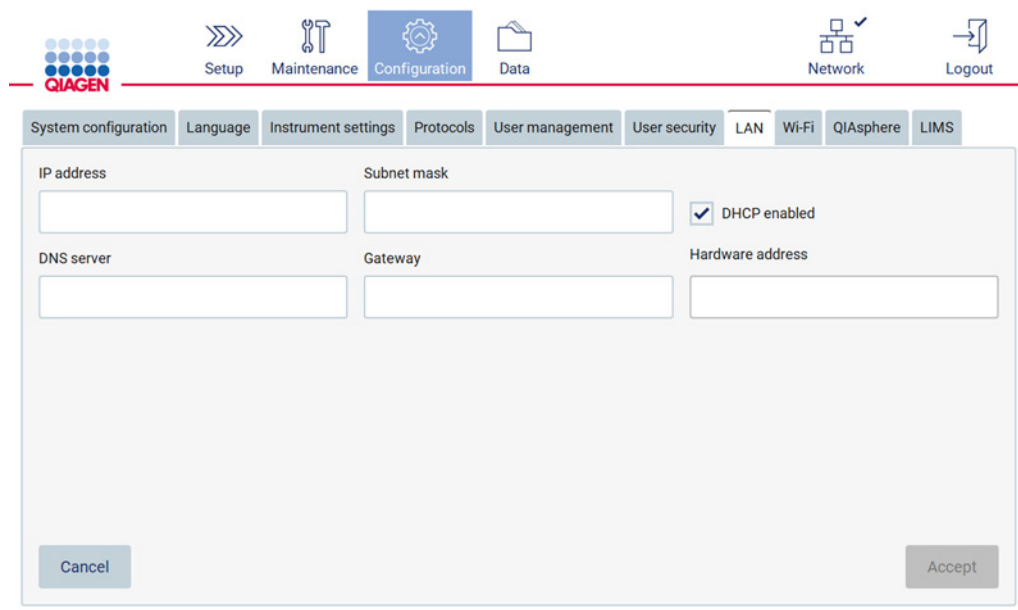 QIAGEN
Setup Maintenance Configuration Data Network Logout
System configuration Language Instrument settings Protocols User management User security LAN Wi-Fi QIAsphere LIMS
IP address Subnet mask
DHCP enabled
DNS server Gateway Hardware address
Cancel Accept